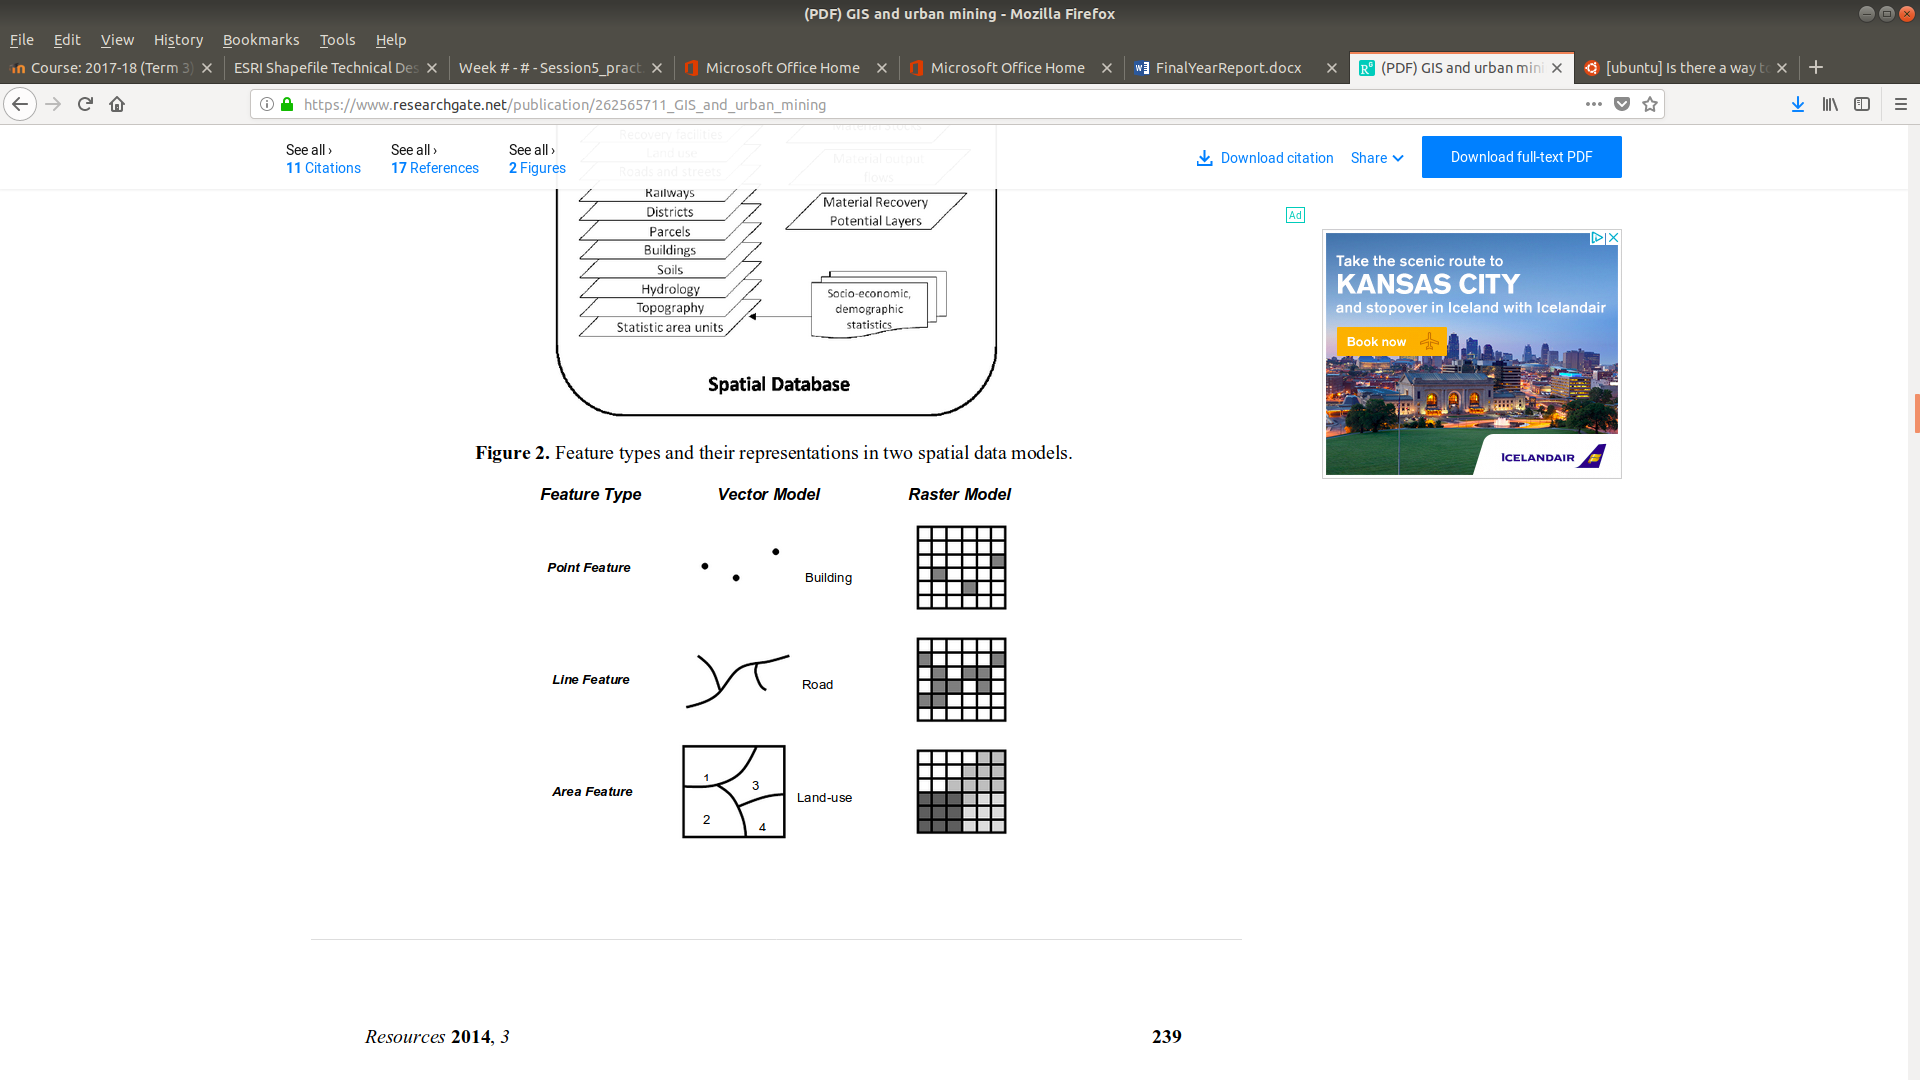 (PDF) GIS and urban mining - Mozilla Firefox
File Edit View History Bookmarks Tools Help
Course: 2017-18 (Term 3)
ESRI Shapefile Technical Des
Week # - # - Session5_pract
Microsoft Office Home
Microsoft Office Home
FinalYearReport.docx
(PDF) GIS and urban mini
[ubuntu] Is there a way to
https://www.researchgate.net/publication/262565711_GIS_and_urban_mining
See all ›
11 Citations
See all ›
17 References
See all ›
2 Figures
Download citation
Share
Download full-text PDF
Recovery facilities
Land use
Roads and streets
Railways
Districts
Parcels
Buildings
Soils
Hydrology
Topography
Statistic area units
Material Stocks
Material output
flows
Material Recovery
Potential Layers
Socio-economic,
demographic
statistics
Spatial Database
Ad
Take the scenic route to
KANSAS CITY
and stopover in Iceland with Icelandair
Book now
ICELANDAIR
Figure 2. Feature types and their representations in two spatial data models.
Feature Type Vector Model Raster Model
Point Feature
Building
Line Feature
Road
Area Feature
1
2
3
4
Land-use
Resources 2014, 3
239